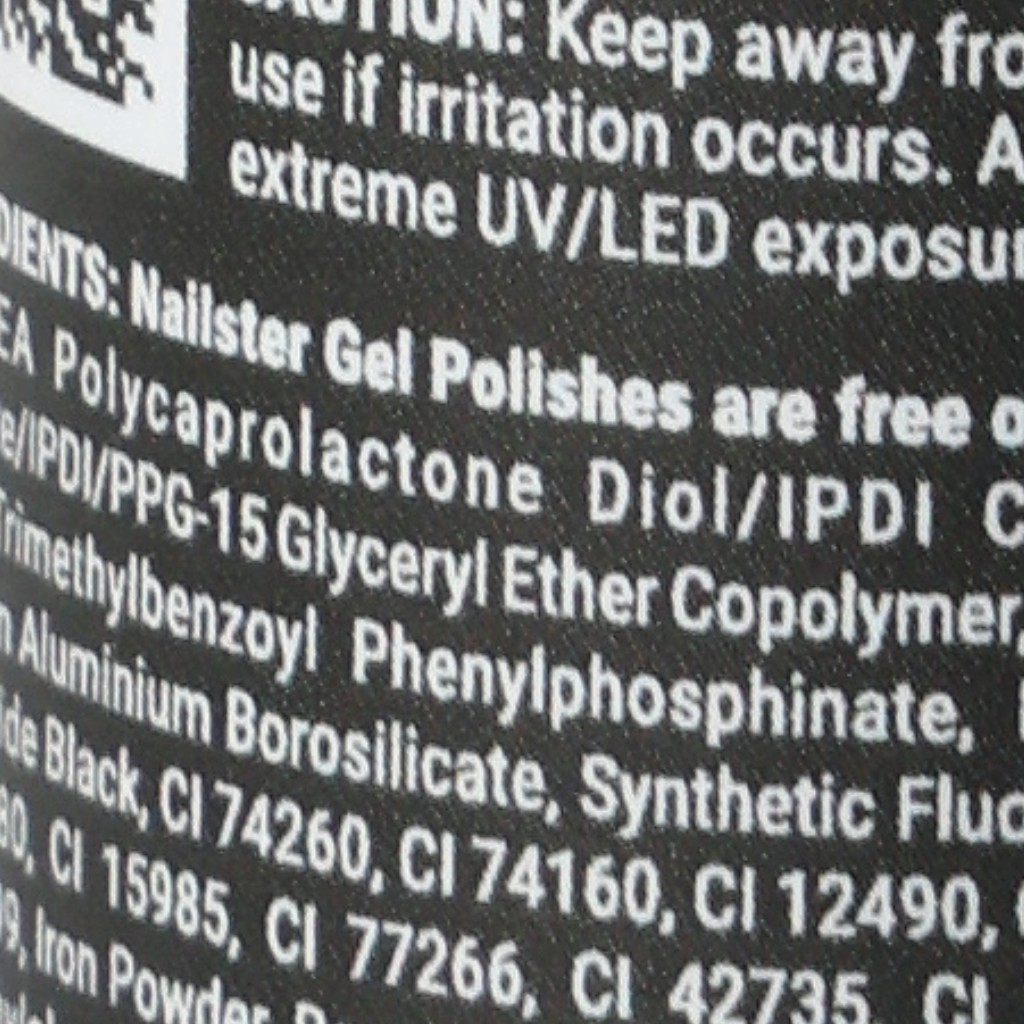 CAUTION: Keep away fro
use if irritation occurs. A
extreme UV/LED exposur
DIENTS: Nailster Gel Polishes are free o
EA Polycaprolactone Diol/IPDI C
e/IPDI/PPG-15 Glyceryl Ether Copolymer,
Trimethylbenzoyl Phenylphosphinate,
n Aluminium Borosilicate, Synthetic Fluo
ide Black, CI 74260, CI 74160, CI 12490,
80, CI 15985, CI 77266, CI 42735, CI
9, Iron Powder,